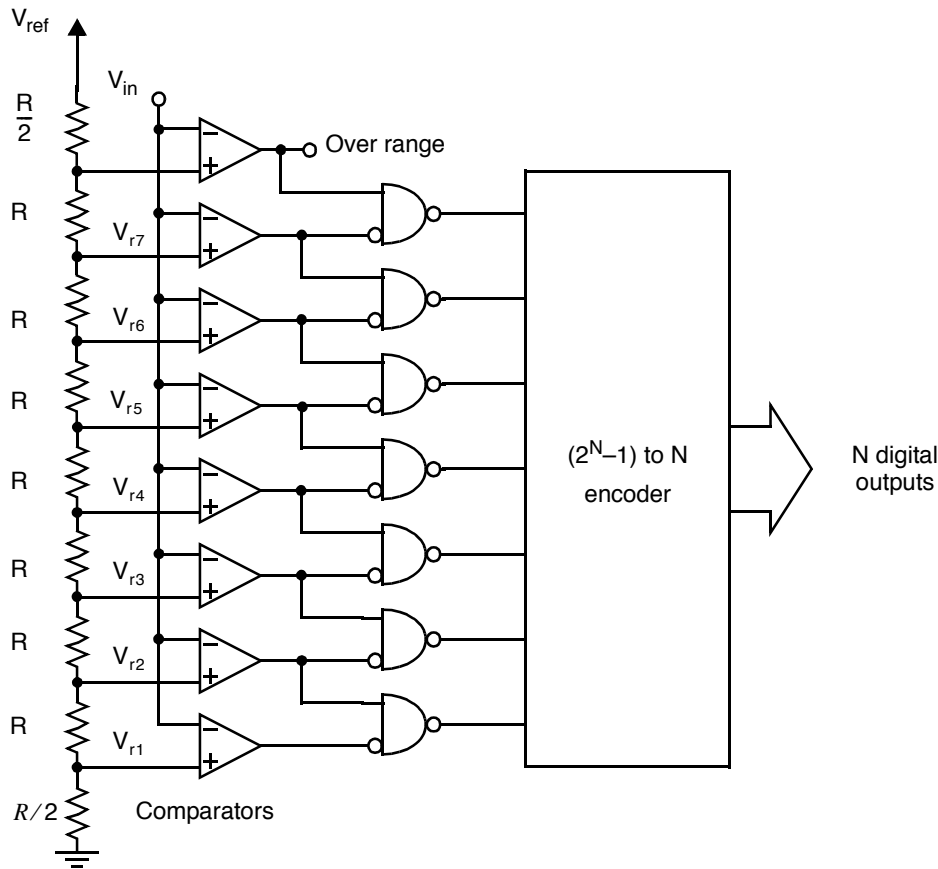 V_ref
V_in
R
2
Over range
R
V_r7
R
V_r6
R
V_r5
R
V_r4
R
V_r3
R
V_r2
R
V_r1
R/2
Comparators
(2^N–1) to N
encoder
N digital
outputs
−
+
−
+
−
+
−
+
−
+
−
+
−
+
−
+